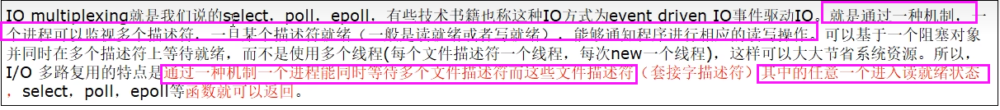 IO multiplexing就是我们说的select，poll，epoll，有些技术书籍也称这种IO方式为event driven IO事件驱动IO。就是通过一种机制，一
个进程可以监视多个描述符，一旦某个描述符就绪（一般是读就绪或者写就绪），能够通知程序进行相应的读写操作。可以基于一个阻塞对象
并同时在多个描述符上等待就绪，而不是使用多个线程(每个文件描述符一个线程，每次new一个线程)，这样可以大大节省系统资源。所以，
I/O 多路复用的特点是通过一种机制一个进程能同时等待多个文件描述符而这些文件描述符（套接字描述符）其中的任意一个进入读就绪状态
，select，poll，epoll等函数就可以返回。